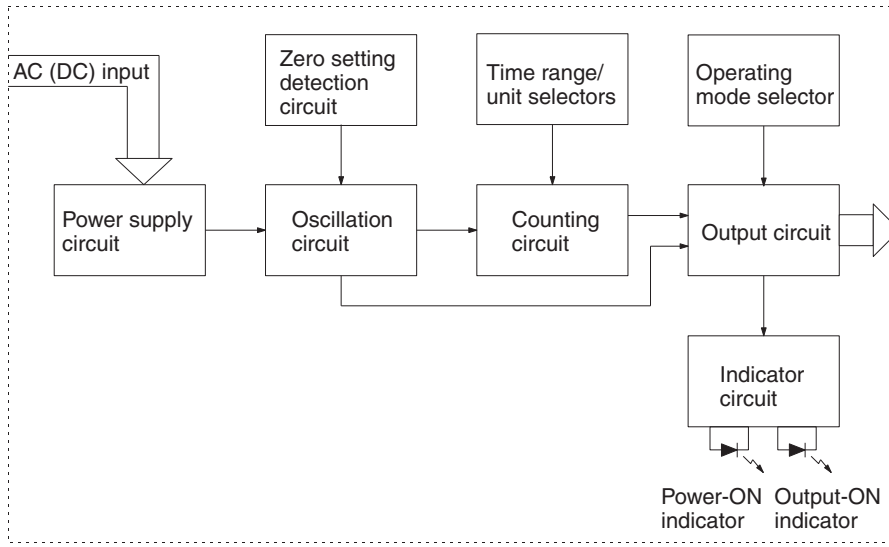 AC (DC) input
Zero setting
detection
circuit
Time range/
unit selectors
Operating
mode selector
Power supply
circuit
Oscillation
circuit
Counting
circuit
Output circuit
Indicator
circuit
Power-ON
indicator
Output-ON
indicator